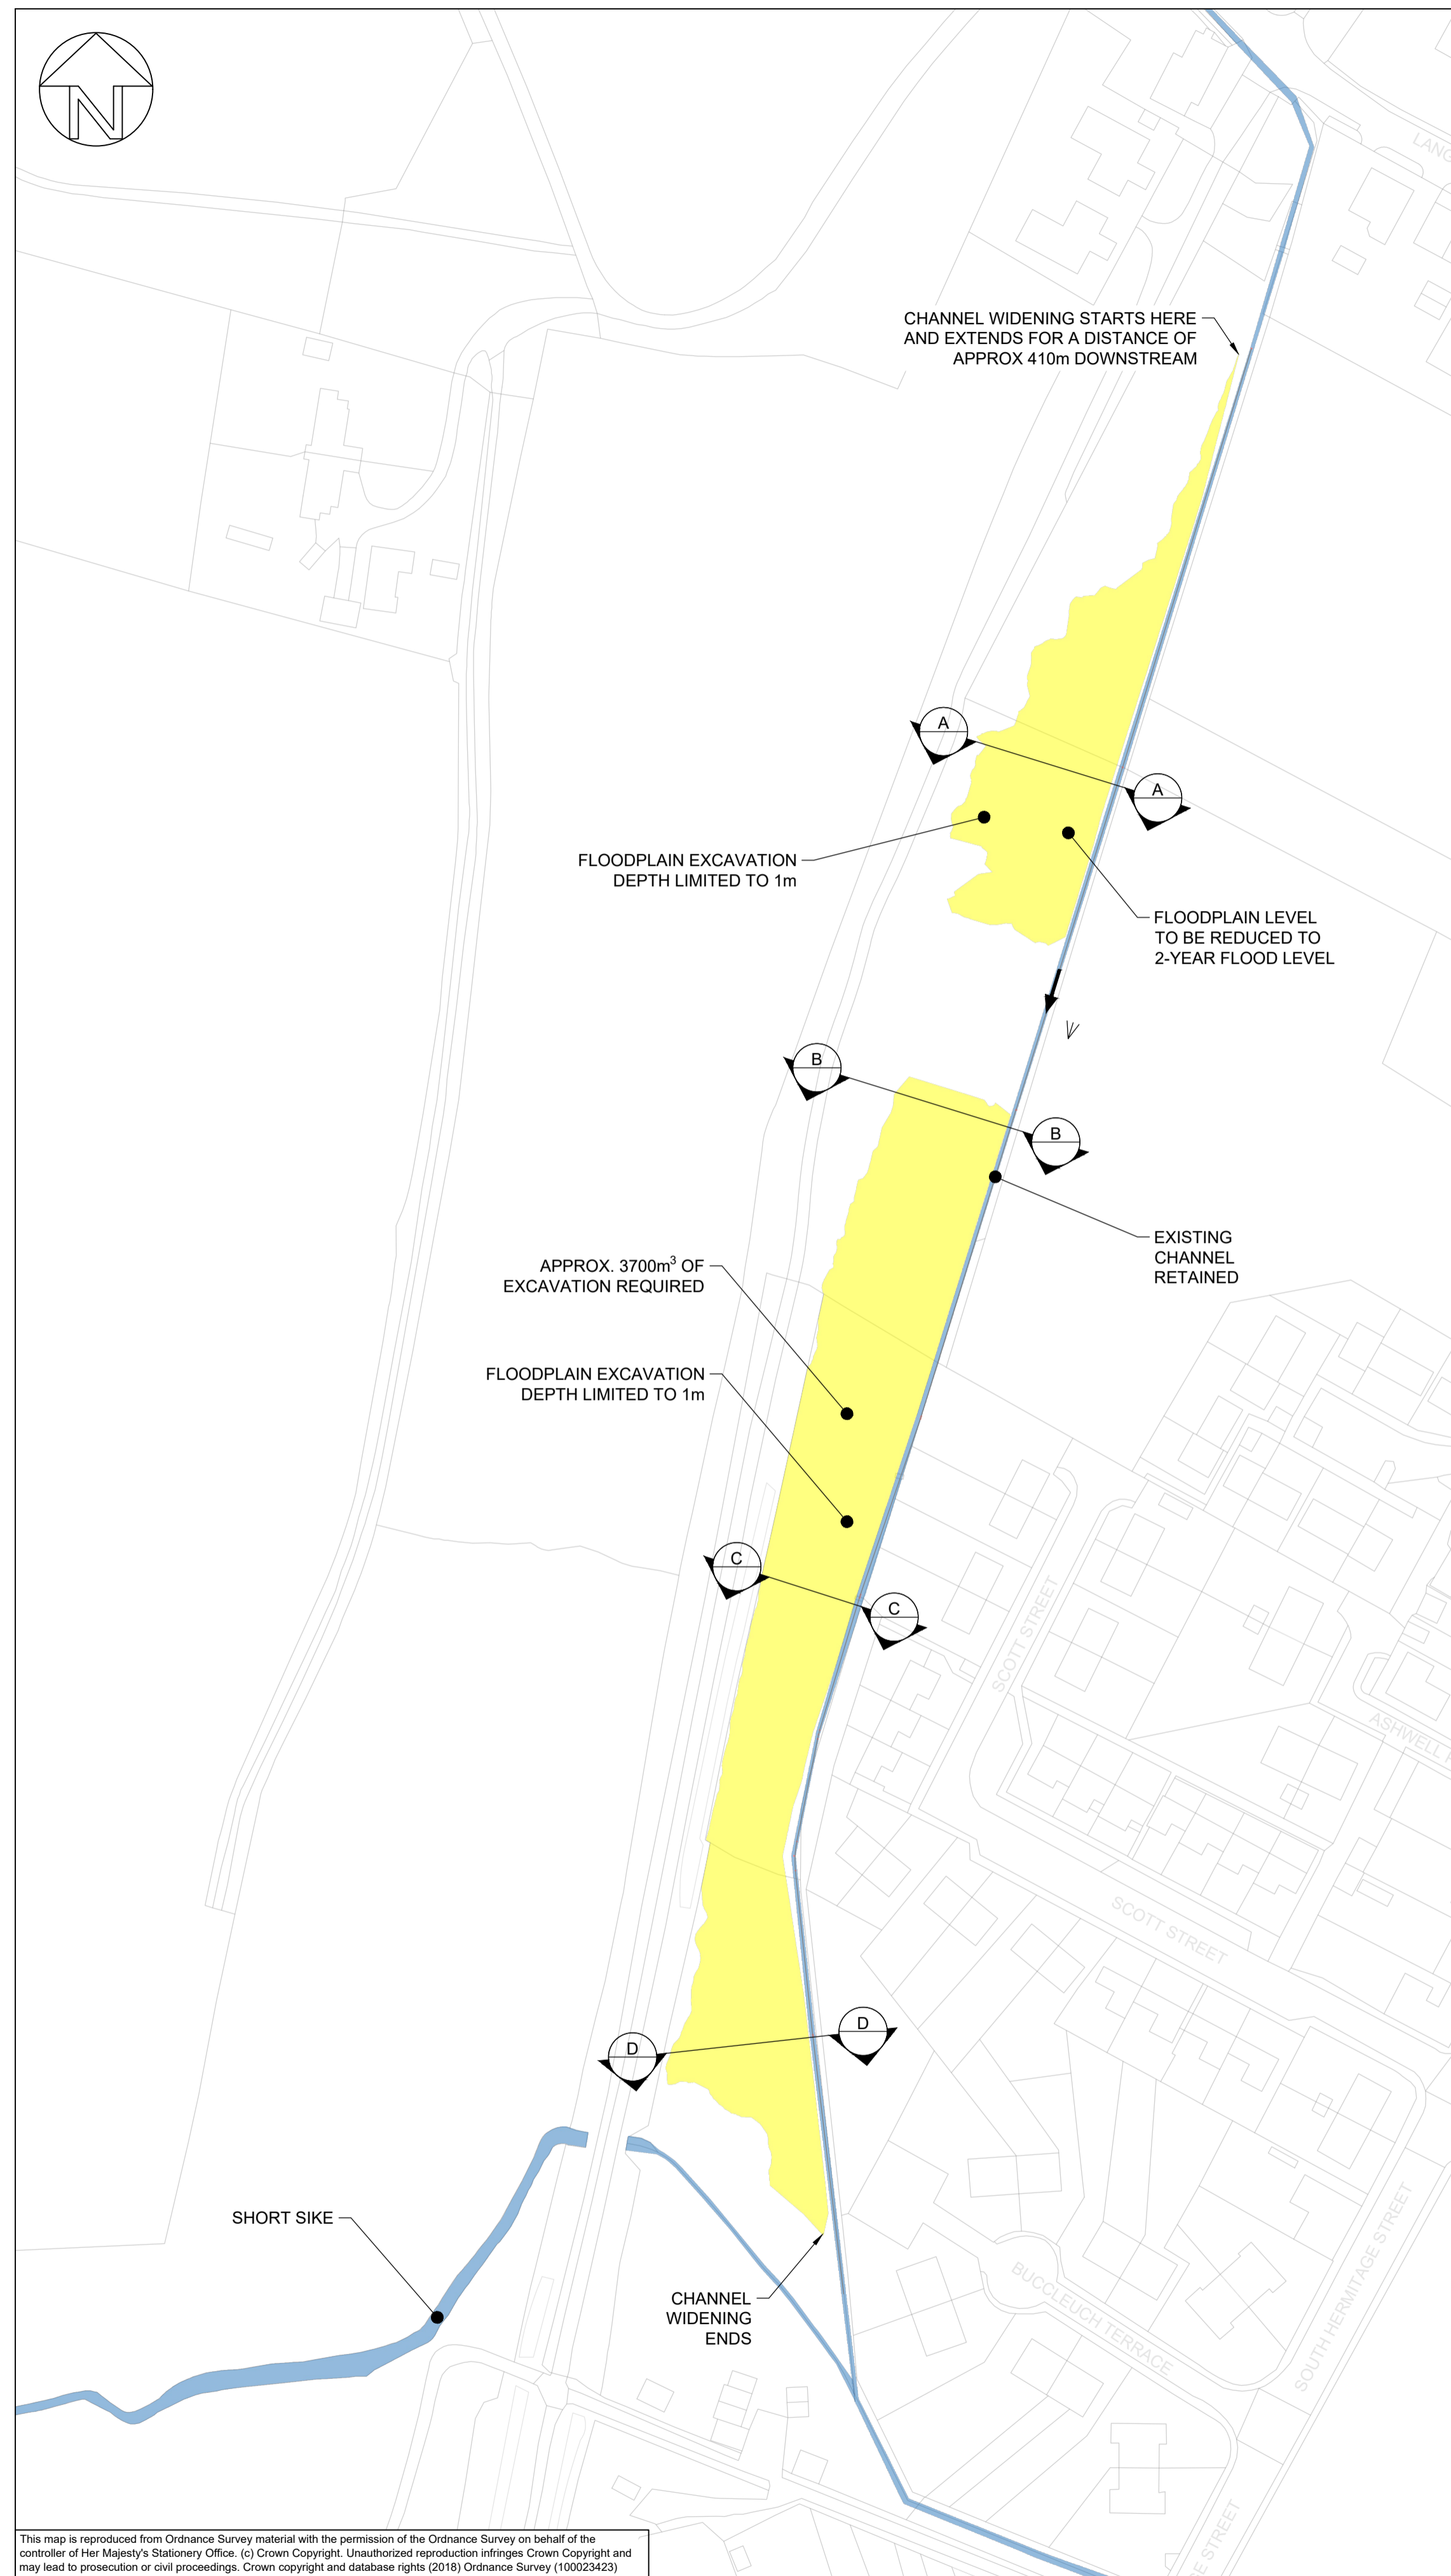 N
LANG
CHANNEL WIDENING STARTS HERE
AND EXTENDS FOR A DISTANCE OF
APPROX 410m DOWNSTREAM
A
A
FLOODPLAIN EXCAVATION
DEPTH LIMITED TO 1m
FLOODPLAIN LEVEL
TO BE REDUCED TO
2-YEAR FLOOD LEVEL
B
B
EXISTING
CHANNEL
RETAINED
APPROX. 3700m³ OF
EXCAVATION REQUIRED
FLOODPLAIN EXCAVATION
DEPTH LIMITED TO 1m
C
C
SCOTT STREET
ASHWELL
SCOTT STREET
D
D
SHORT SIKE
CHANNEL
WIDENING
ENDS
BUCCLEUCH TERRACE
SOUTH HERMITAGE STREET
GE STREET
This map is reproduced from Ordnance Survey material with the permission of the Ordnance Survey on behalf of the
controller of Her Majesty's Stationery Office. (c) Crown Copyright. Unauthorized reproduction infringes Crown Copyright and
may lead to prosecution or civil proceedings. Crown copyright and database rights (2018) Ordnance Survey (100023423)